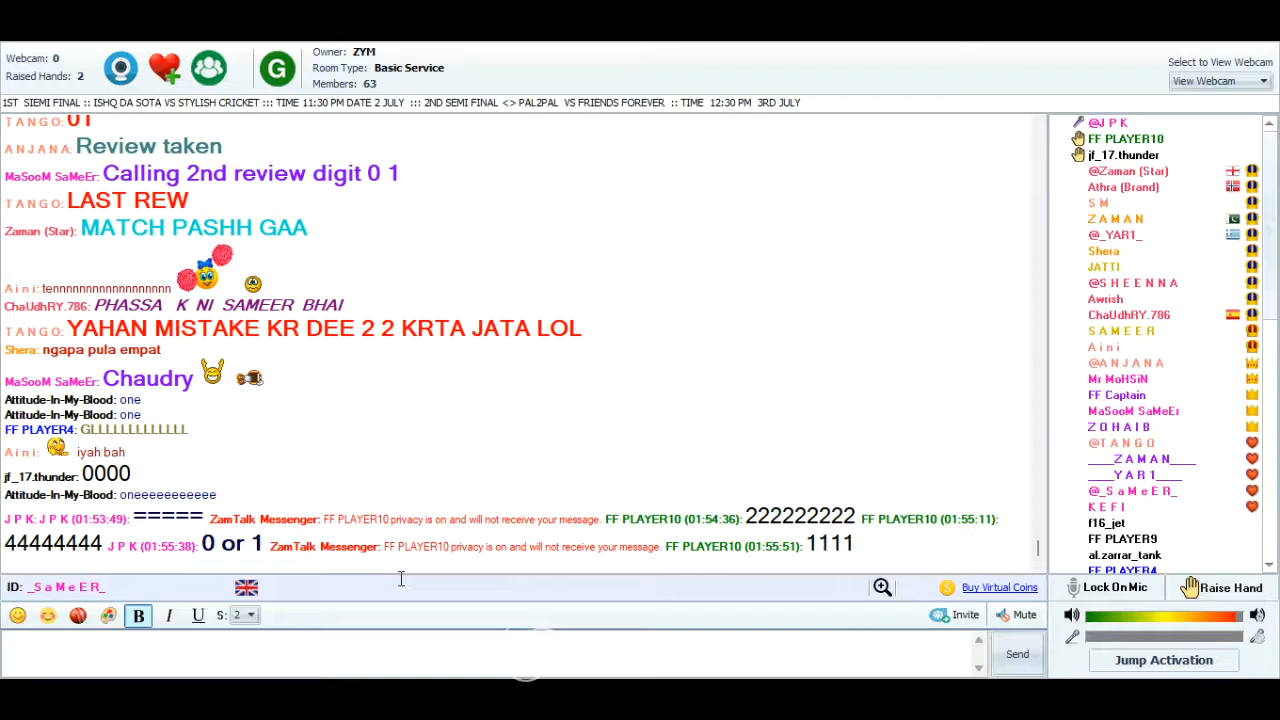 Webcam: 0
Raised Hands: 2
G
Owner: ZYM
Room Type: Basic Service
Members: 63
Select to View Webcam
View Webcam
1ST SIEMI FINAL :: ISHQ DA SOTA VS STYLISH CRICKET ::: TIME 11:30 PM DATE 2 JULY ::: 2ND SEMI FINAL <> PAL2PAL VS FRIENDS FOREVER :: TIME 12:30 PM 3RD JULY
T A N G O: 01
A N J A N A: Review taken
MaSooM SaMeEr: Calling 2nd review digit 0 1
T A N G O: LAST REW
Zaman (Star): MATCH PASHH GAA
A i n i: tennnnnnnnnnnnnnnnnn
ChaUdhRY.786: PHASSA K NI SAMEER BHAI
T A N G O: YAHAN MISTAKE KR DEE 2 2 KRTA JATA LOL
Shera: ngapa pula empat
MaSooM SaMeEr: Chaudry
Attitude-In-My-Blood: one
Attitude-In-My-Blood: one
FF PLAYER4: GLLLLLLLLLLLLL
A i n i: iyah bah
jf_17.thunder: 0000
Attitude-In-My-Blood: oneeeeeeeeeee
J P K: J P K (01:53:49): ===== ZamTalk Messenger: FF PLAYER10 privacy is on and will not receive your message. FF PLAYER10 (01:54:36): 222222222 FF PLAYER10 (01:55:11):
44444444 J P K (01:55:38): 0 or 1 ZamTalk Messenger: FF PLAYER10 privacy is on and will not receive your message. FF PLAYER10 (01:55:51): 1111
@J P K
FF PLAYER10
jf_17.thunder
@Zaman (Star)
Athra (Brand)
S M
Z A M A N
@_YAR1_
Shera
JATTI
@S H E E N N A
Awrish
ChaUdhRY.786
S A M E E R
A i n i
@A N J A N A
Mr MoHSiN
FF Captain
MaSooM SaMeEr
Z O H A I B
@T A N G O
____Z A M A N____
____Y A R 1____
@_S a M e E R_
K E F I
f16_jet
FF PLAYER9
al.zarrar_tank
FF PLAYER4
ID: _S a M e E R_
Buy Virtual Coins
Lock On Mic
Raise Hand
B I U S: 2
Invite
Mute
Send
Jump Activation